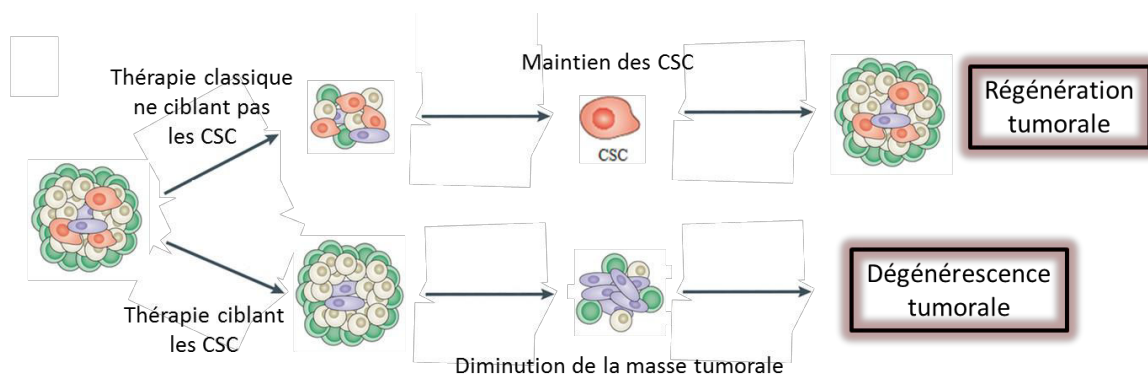 Thérapie classique
ne ciblant pas
les CSC
Maintien des CSC
CSC
Régénération
tumorale
Thérapie ciblant
les CSC
Diminution de la masse tumorale
Dégénérescence
tumorale